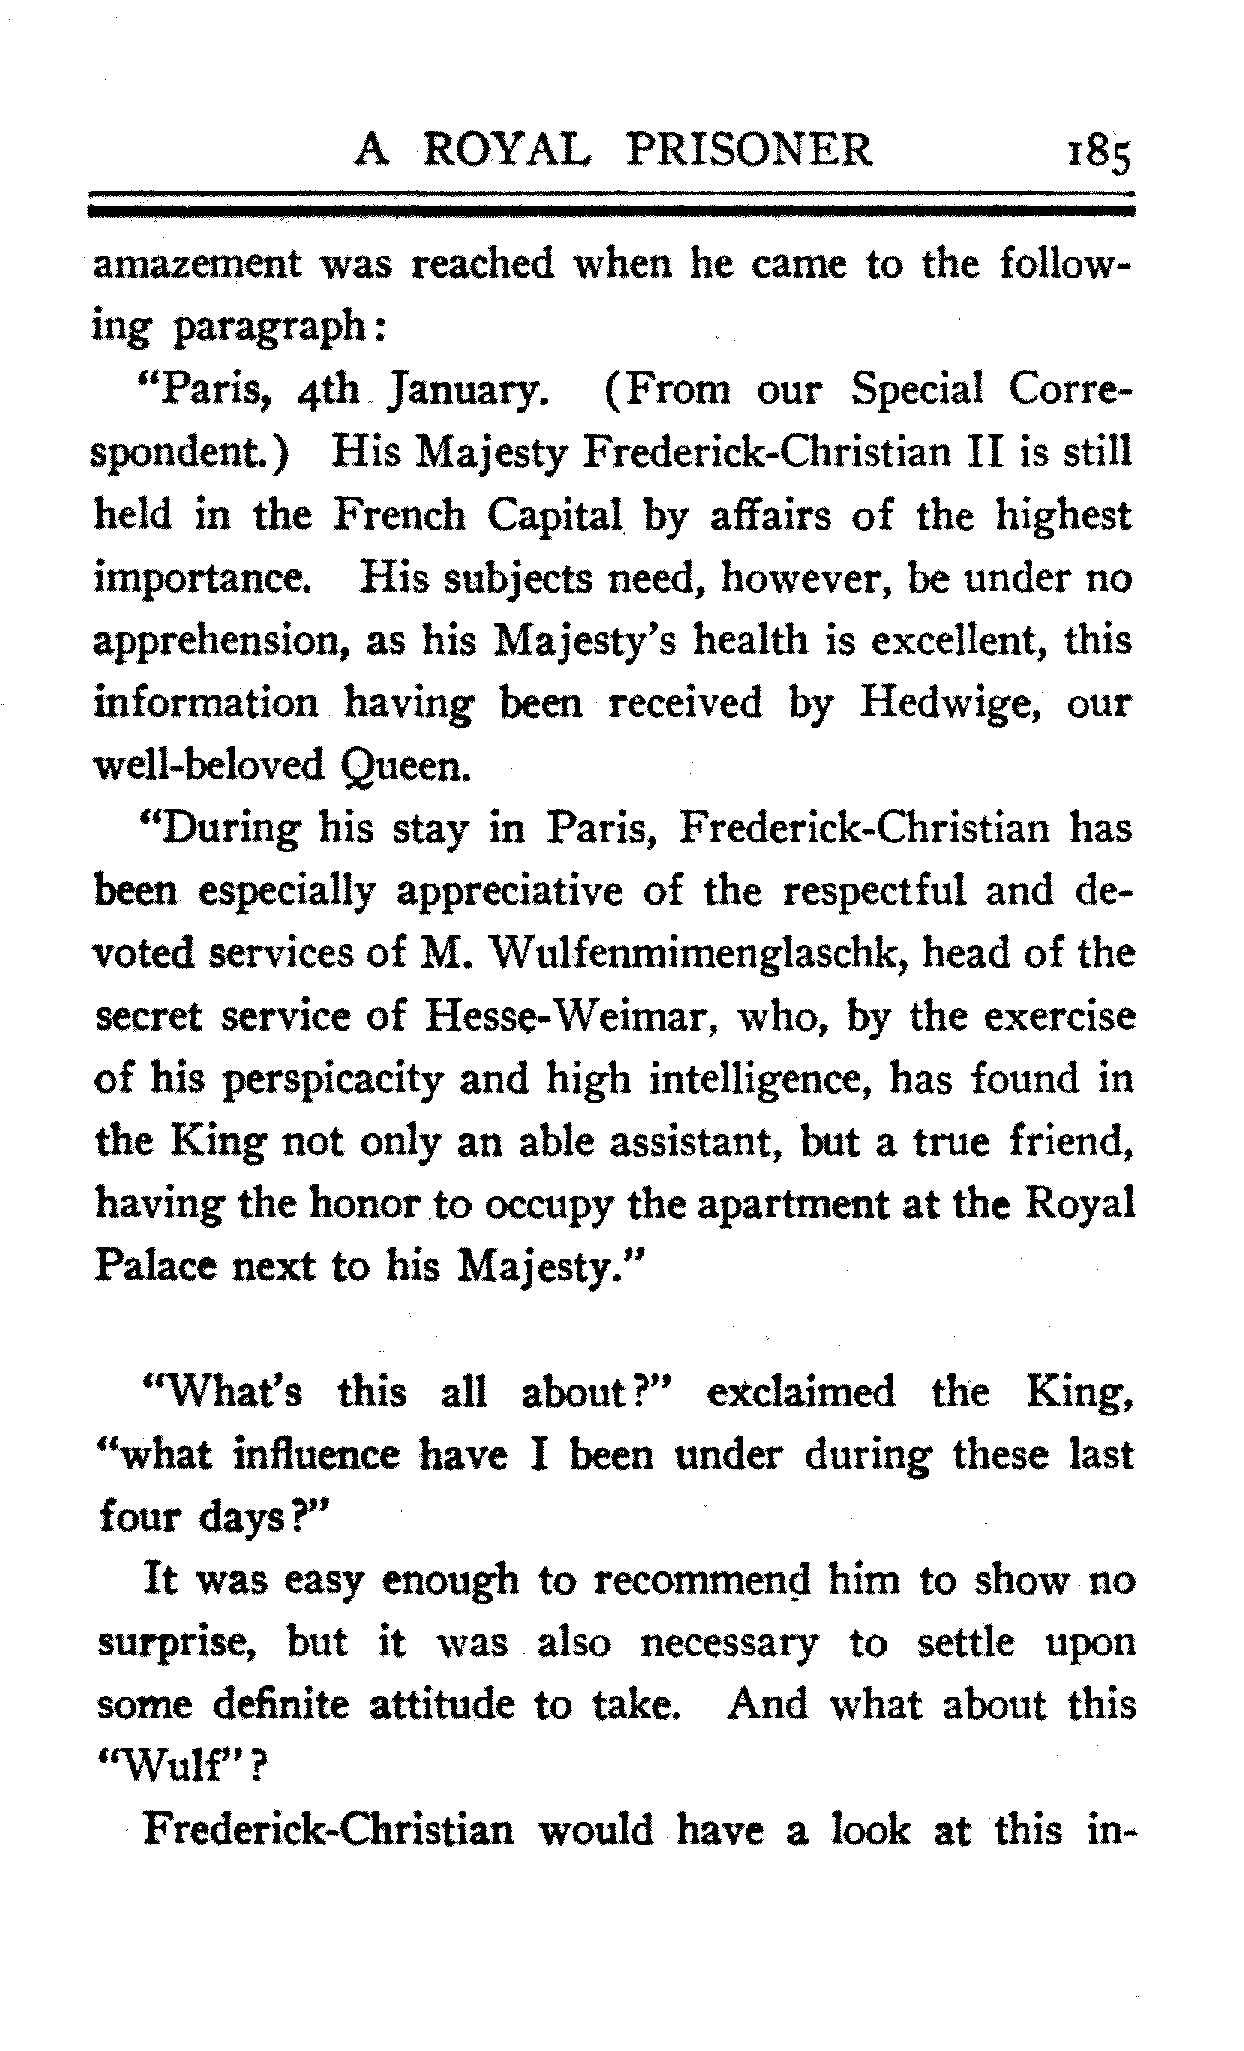 A ROYAL PRISONER 185
amazement was reached when he came to the follow-
ing paragraph:
"Paris, 4th January. (From our Special Corre-
spondent.) His Majesty Frederick-Christian II is still
held in the French Capital by affairs of the highest
importance. His subjects need, however, be under no
apprehension, as his Majesty's health is excellent, this
information having been received by Hedwige, our
well-beloved Queen.
"During his stay in Paris, Frederick-Christian has
been especially appreciative of the respectful and de-
voted services of M. Wulfenmimenglaschk, head of the
secret service of Hesse-Weimar, who, by the exercise
of his perspicacity and high intelligence, has found in
the King not only an able assistant, but a true friend,
having the honor to occupy the apartment at the Royal
Palace next to his Majesty."
"What's this all about?" exclaimed the King,
"what influence have I been under during these last
four days?"
It was easy enough to recommend him to show no
surprise, but it was also necessary to settle upon
some definite attitude to take. And what about this
"Wulf"?
Frederick-Christian would have a look at this in-